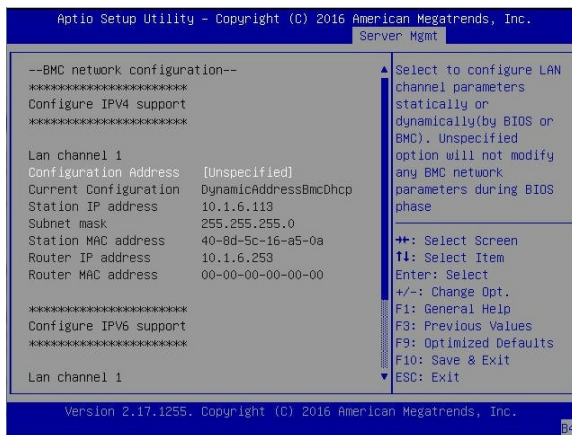 Aptio Setup Utility – Copyright (C) 2016 American Megatrends, Inc.
Server Mgmt
--BMC network configuration--
***********************
Configure IPV4 support
***********************
Lan channel 1
Configuration Address [Unspecified]
Current Configuration DynamicAddressBmcDhcp
Station IP address 10.1.6.113
Subnet mask 255.255.255.0
Station MAC address 40-8d-5c-16-a5-0a
Router IP address 10.1.6.253
Router MAC address 00-00-00-00-00-00
***********************
Configure IPV6 support
***********************
Lan channel 1
Select to configure LAN
channel parameters
statically or
dynamically(by BIOS or
BMC). Unspecified
option will not modify
any BMC network
parameters during BIOS
phase
→←: Select Screen
↑↓: Select Item
Enter: Select
+/-: Change Opt.
F1: General Help
F3: Previous Values
F9: Optimized Defaults
F10: Save & Exit
ESC: Exit
Version 2.17.1255. Copyright (C) 2016 American Megatrends, Inc.
B4